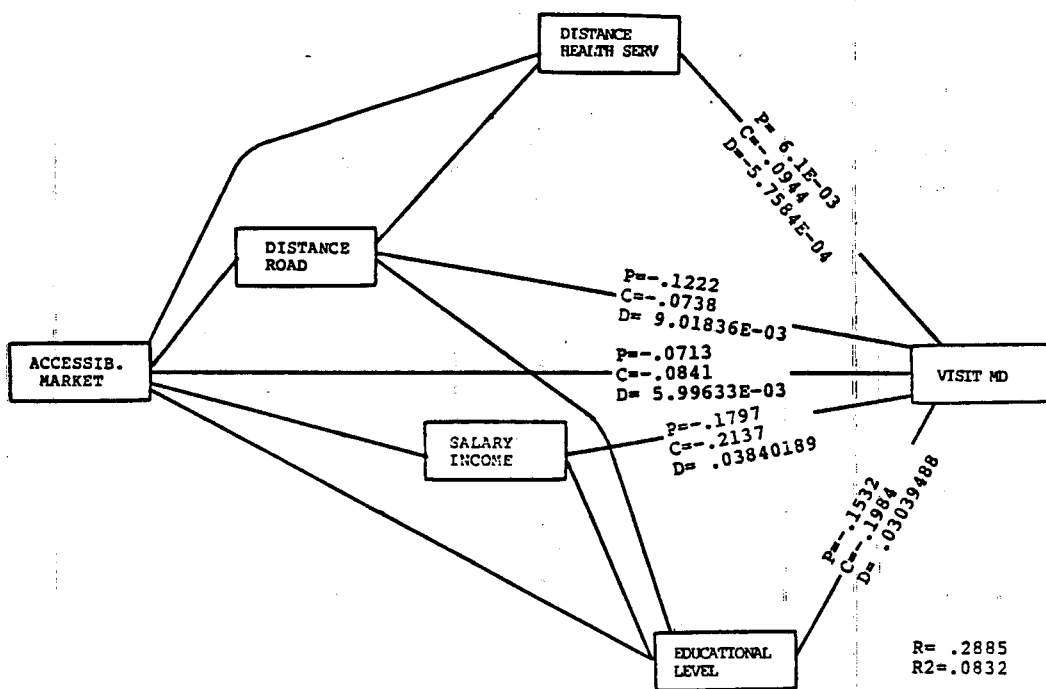 DISTANCE
HEALTH SERV
P= 6.1E-03
C=-.0944
D=-5.7584E-04
DISTANCE
ROAD
P=-.1222
C=-.0738
D= 9.01836E-03
ACCESSIB.
MARKET
P=-.0713
C=-.0841
D= 5.99633E-03
VISIT MD
SALARY
INCOME
P=-.1797
C=-.2137
D= .03840189
P=-.1532
C=-.1984
D= .03039488
EDUCATIONAL
LEVEL
R= .2885
R2=.0832